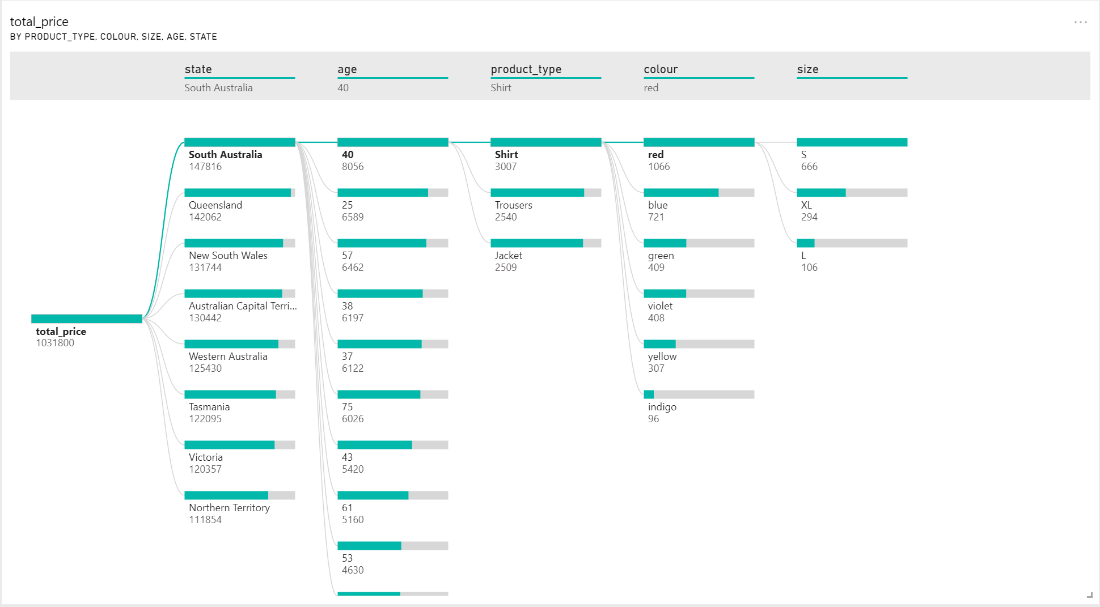 total_price
BY PRODUCT_TYPE, COLOUR, SIZE, AGE, STATE
state
South Australia
age
40
product_type
Shirt
colour
red
size
total_price
1031800
South Australia
147816
Queensland
142062
New South Wales
131744
Australian Capital Terri...
130442
Western Australia
125430
Tasmania
122095
Victoria
120357
Northern Territory
111854
40
8056
25
6589
57
6462
38
6197
37
6122
75
6026
43
5420
61
5160
53
4630
Shirt
3007
Trousers
2540
Jacket
2509
red
1066
blue
721
green
409
violet
408
yellow
307
indigo
96
S
666
XL
294
L
106